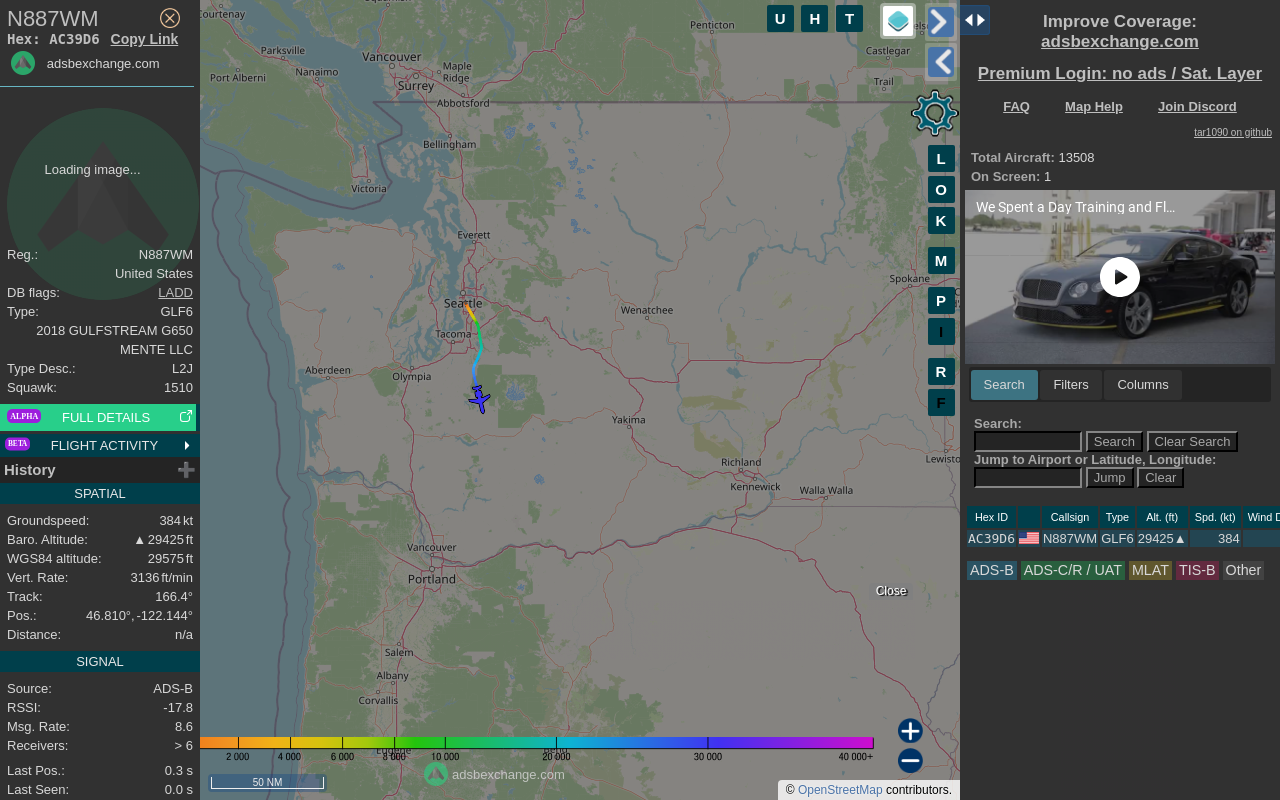 N887WM
Hex: AC39D6 Copy Link
adsbexchange.com
Loading image...
Reg.: N887WM
United States
DB flags: LADD
Type: GLF6
2018 GULFSTREAM G650
MENTE LLC
Type Desc.: L2J
Squawk: 1510
ALPHA FULL DETAILS
BETA FLIGHT ACTIVITY
History
SPATIAL
Groundspeed: 384 kt
Baro. Altitude: ▲ 29425 ft
WGS84 altitude: 29575 ft
Vert. Rate: 3136 ft/min
Track: 166.4°
Pos.: 46.810°, -122.144°
Distance: n/a
SIGNAL
Source: ADS-B
RSSI: -17.8
Msg. Rate: 8.6
Receivers: > 6
Last Pos.: 0.3 s
Last Seen: 0.0 s
Courtenay
Penticton
U H T
Parksville
Vancouver
Castlegar
Port Alberni
Nanaimo
Maple
Ridge
Surrey
Trail
Abbotsford
Bellingham
Victoria
Everett
Seattle
Spokane
Wenatchee
Tacoma
Aberdeen
Olympia
Yakima
Richland
Lewisto
Kennewick
Walla Walla
Vancouver
Portland
Salem
Albany
Corvallis
L
O
K
M
P
I
R
F
Close
2 000 4 000 6 000 8 000 10 000 20 000 30 000 40 000+
50 NM
adsbexchange.com
© OpenStreetMap contributors.
Improve Coverage:
adsbexchange.com
Premium Login: no ads / Sat. Layer
FAQ Map Help Join Discord
tar1090 on github
Total Aircraft: 13508
On Screen: 1
We Spent a Day Training and Fl...
Search Filters Columns
Search:
Search Clear Search
Jump to Airport or Latitude, Longitude:
Jump Clear
Hex ID Callsign Type Alt. (ft) Spd. (kt) Wind D
AC39D6 N887WM GLF6 29425▲ 384
ADS-B ADS-C/R / UAT MLAT TIS-B Other